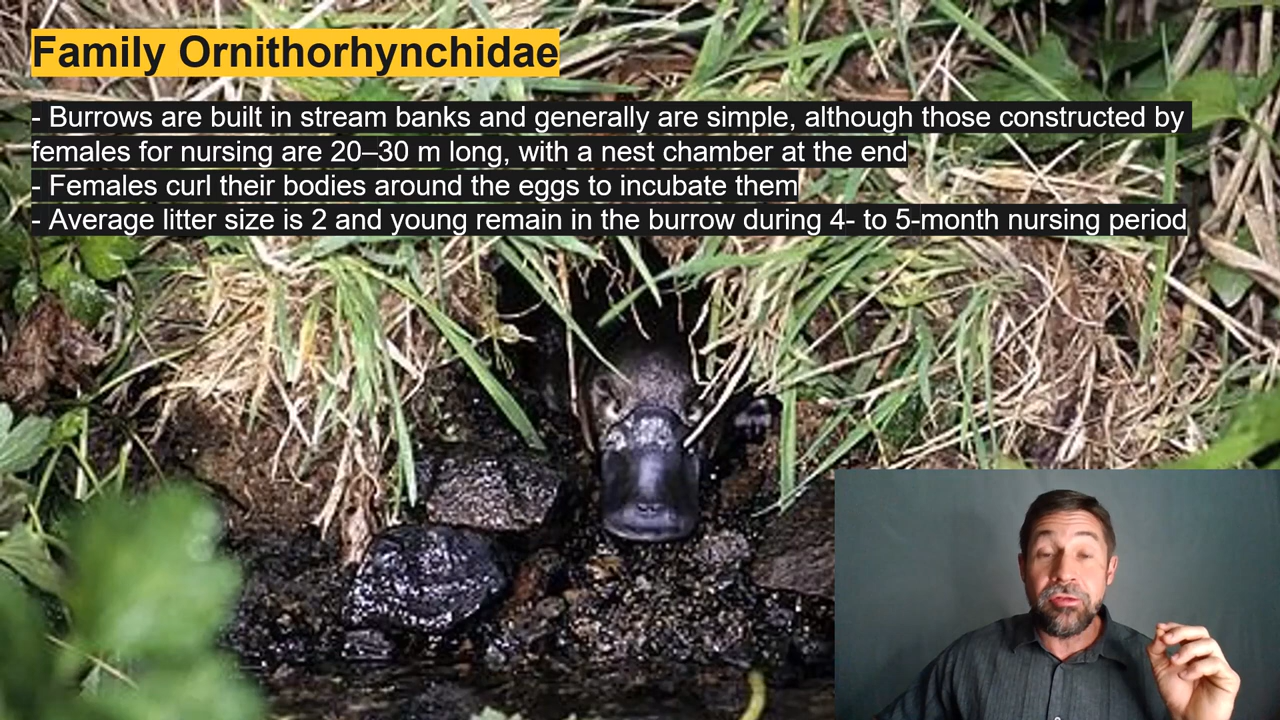 Family Ornithorhynchidae
- Burrows are built in stream banks and generally are simple, although those constructed by
females for nursing are 20–30 m long, with a nest chamber at the end
- Females curl their bodies around the eggs to incubate them
- Average litter size is 2 and young remain in the burrow during 4- to 5-month nursing period